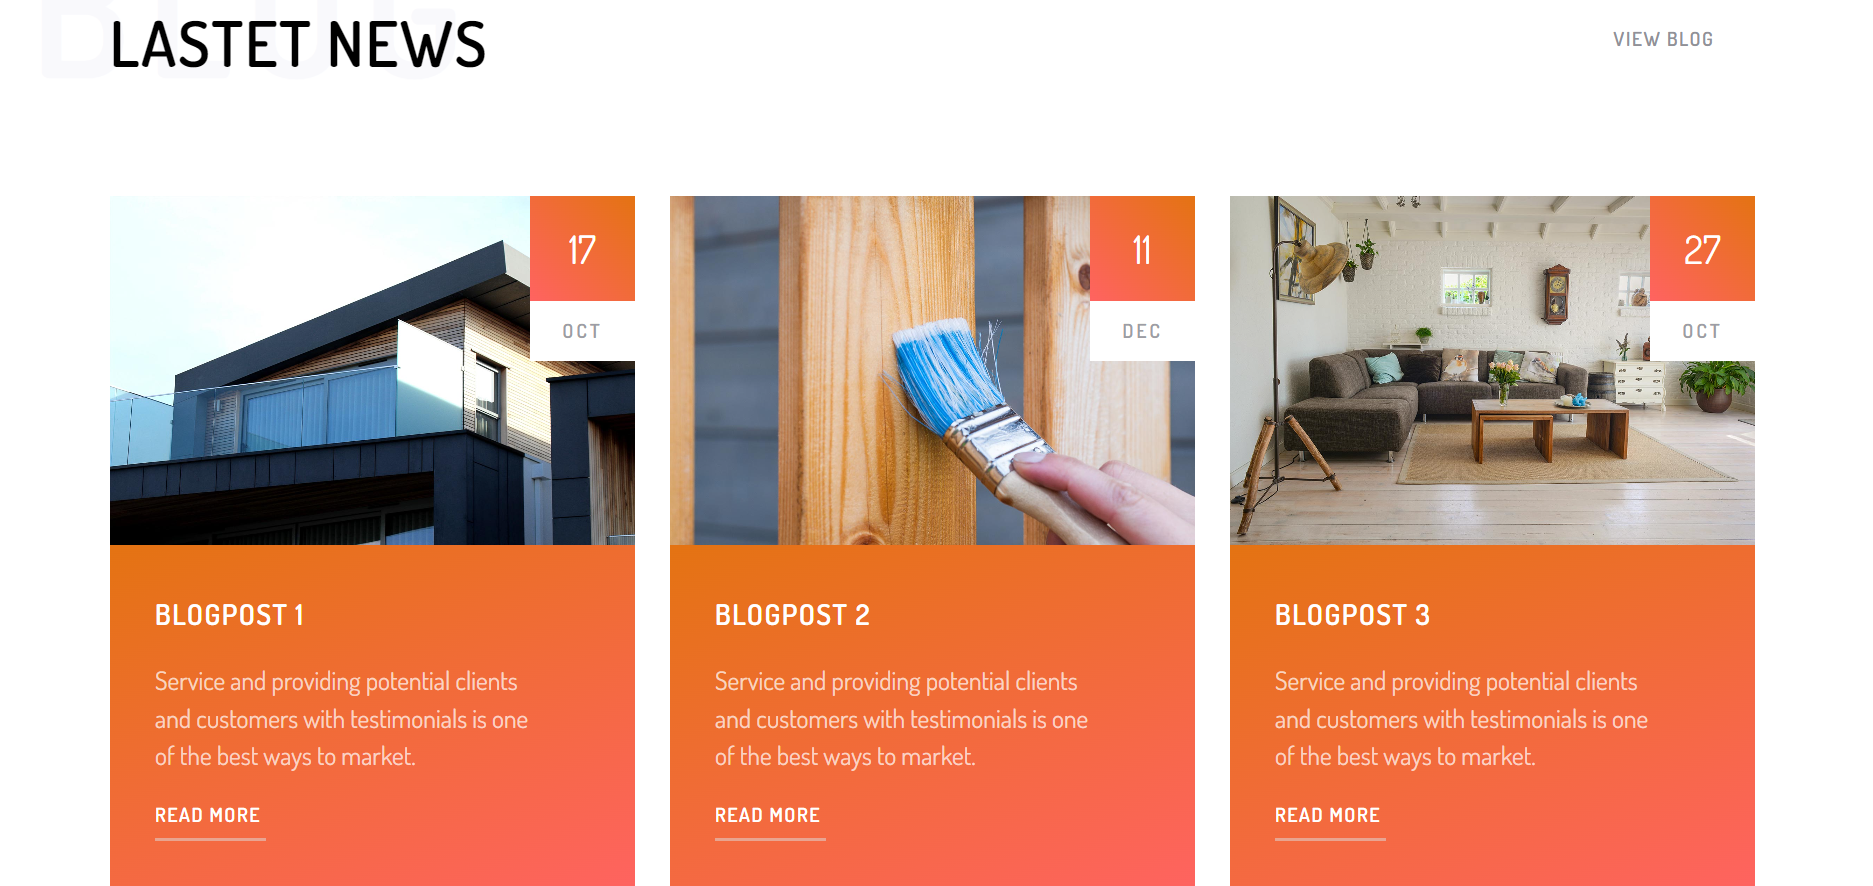 BLOG
LASTET NEWS
VIEW BLOG
17
OCT
BLOGPOST 1
Service and providing potential clients
and customers with testimonials is one
of the best ways to market.
READ MORE
11
DEC
BLOGPOST 2
Service and providing potential clients
and customers with testimonials is one
of the best ways to market.
READ MORE
27
OCT
BLOGPOST 3
Service and providing potential clients
and customers with testimonials is one
of the best ways to market.
READ MORE